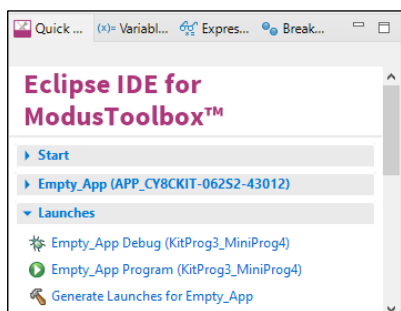 Quick ...
(x)= Variabl...
Expres...
Break...
Eclipse IDE for
ModusToolbox™
Start
Empty_App (APP_CY8CKIT-062S2-43012)
Launches
Empty_App Debug (KitProg3_MiniProg4)
Empty_App Program (KitProg3_MiniProg4)
Generate Launches for Empty_App